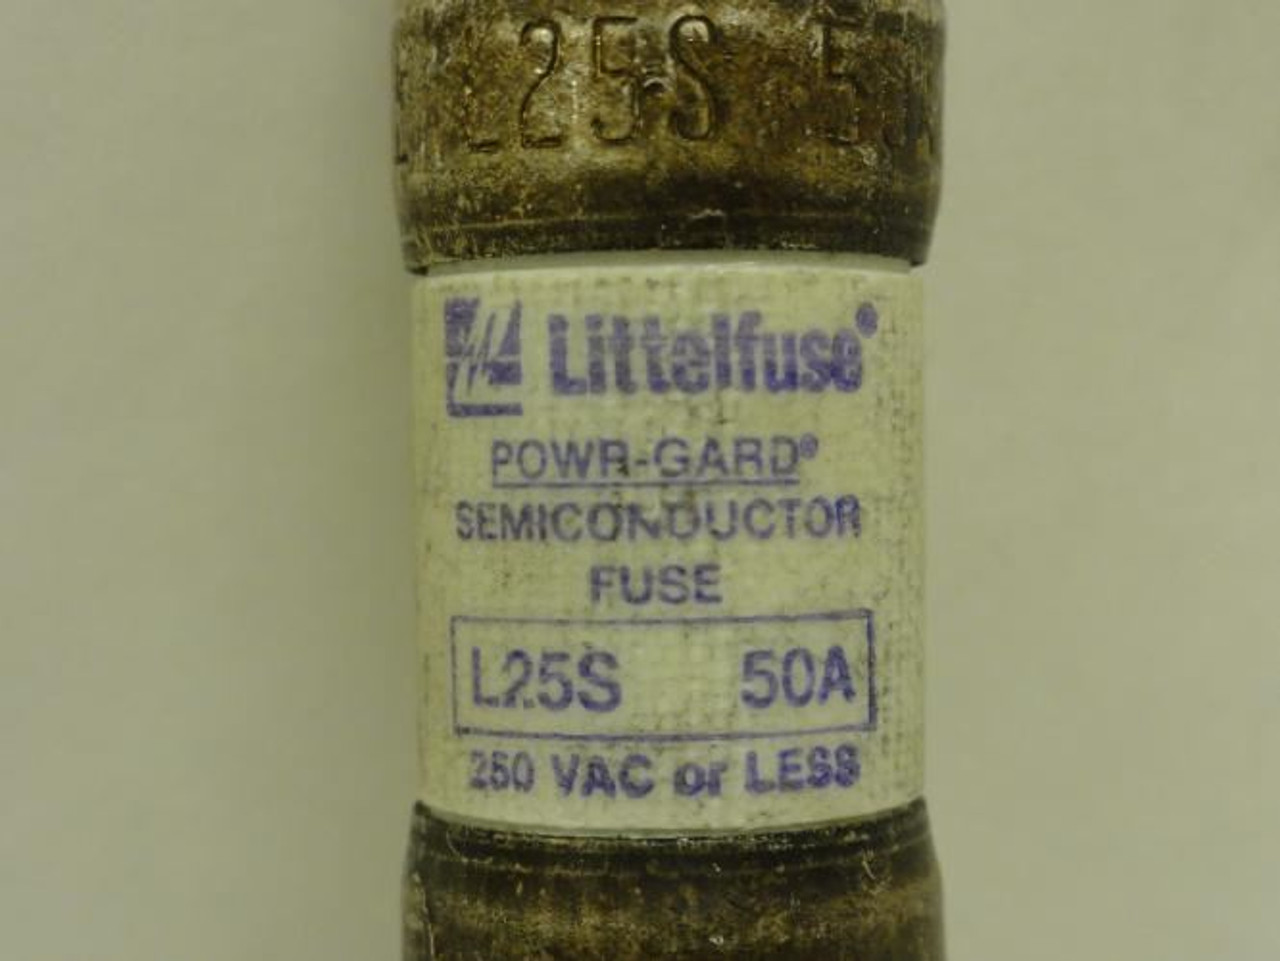 L25S
Littelfuse®
POWR-GARD®
SEMICONDUCTOR
FUSE
L25S 50A
250 VAC or LESS